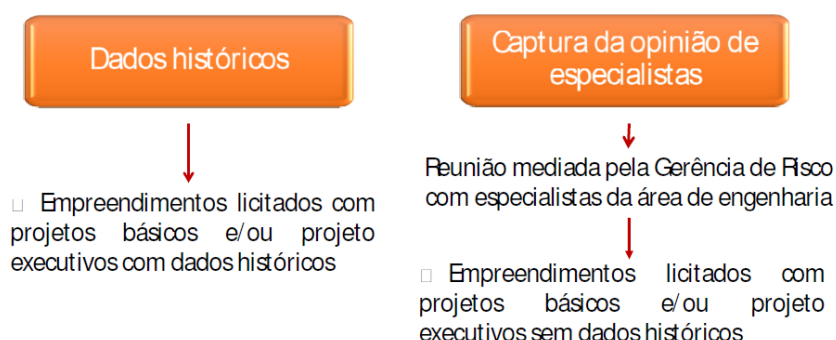 Dados históricos
□ Empreendimentos licitados com
projetos básicos e/ou projeto
executivos com dados históricos
Captura da opinião de
especialistas
Reunião mediada pela Gerência de Risco
com especialistas da área de engenharia
□ Empreendimentos licitados com
projetos básicos e/ou projeto
executivos sem dados históricos